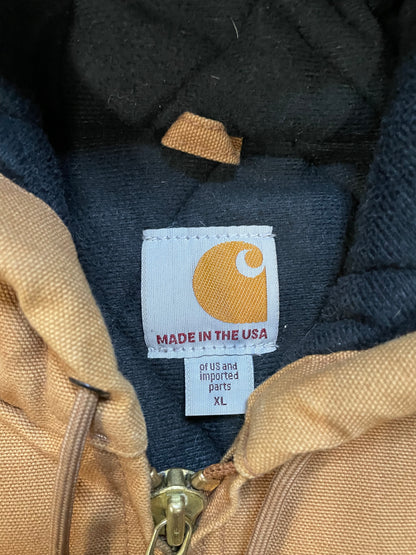 MADE IN THE USA
of US and
imported
parts
XL